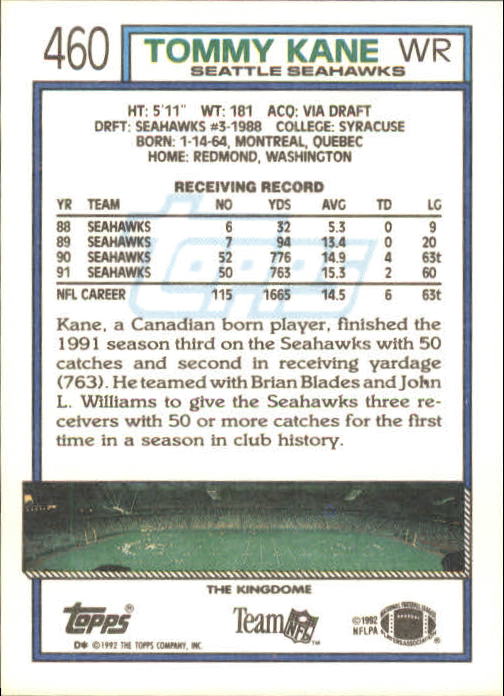 460 TOMMY KANE WR
SEATTLE SEAHAWKS
HT: 5'11" WT: 181 ACQ: VIA DRAFT
DRFT: SEAHAWKS #3-1988 COLLEGE: SYRACUSE
BORN: 1-14-64, MONTREAL, QUEBEC
HOME: REDMOND, WASHINGTON
RECEIVING RECORD
YR TEAM NO YDS AVG TD LG
88 SEAHAWKS 6 32 5.3 0 9
89 SEAHAWKS 7 94 13.4 0 20
90 SEAHAWKS 52 776 14.9 4 63t
91 SEAHAWKS 50 763 15.3 2 60
NFL CAREER 115 1665 14.5 6 63t
Topps
Kane, a Canadian born player, finished the
1991 season third on the Seahawks with 50
catches and second in receiving yardage
(763). He teamed with Brian Blades and John
L. Williams to give the Seahawks three re-
ceivers with 50 or more catches for the first
time in a season in club history.
THE KINGDOME
Topps®
Team NFL™
©1992
NFLPA
D* ©1992 THE TOPPS COMPANY, INC.